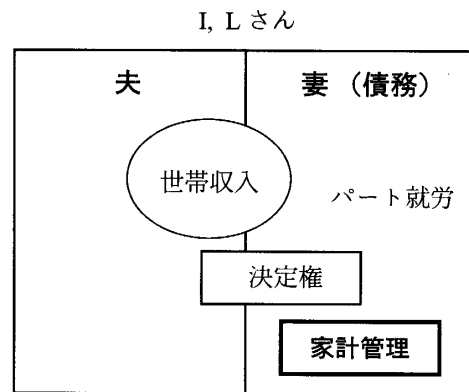 I, L さん
夫
妻 （債務）
世帯収入
パート就労
決定権
家計管理